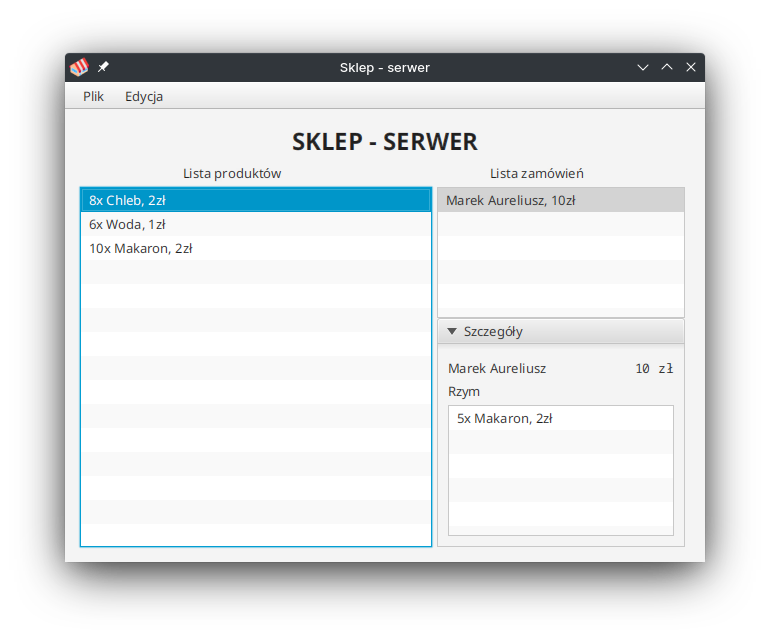 Sklep - serwer
Plik Edycja
SKLEP - SERWER
Lista produktów
8x Chleb, 2zł
6x Woda, 1zł
10x Makaron, 2zł
Lista zamówień
Marek Aureliusz, 10zł
Szczegóły
Marek Aureliusz 10 zł
Rzym
5x Makaron, 2zł